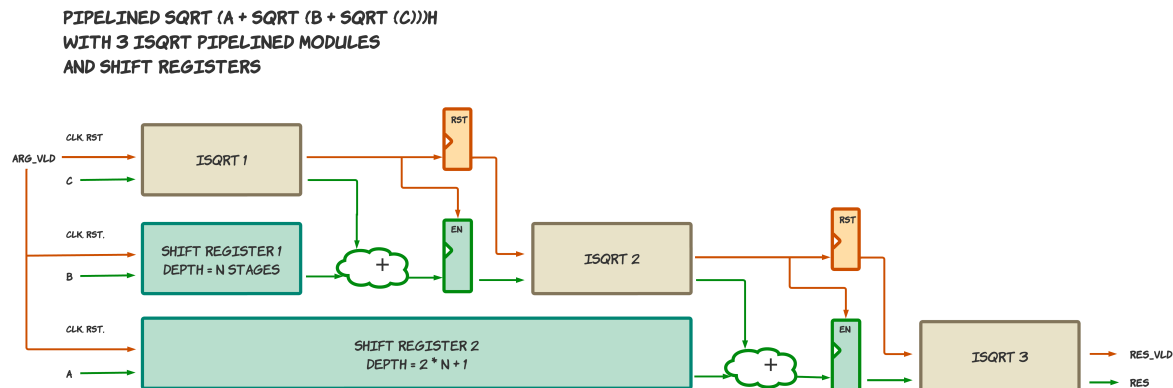 PIPELINED SQRT (A + SQRT (B + SQRT (C)))H
WITH 3 ISQRT PIPELINED MODULES
AND SHIFT REGISTERS
CLK RST
ARG_VLD
C
ISQRT 1
RST
CLK RST.
B
SHIFT REGISTER 1
DEPTH = N STAGES
+
EN
ISQRT 2
RST
CLK RST.
A
SHIFT REGISTER 2
DEPTH = 2 * N + 1
+
EN
ISQRT 3
RES_VLD
RES